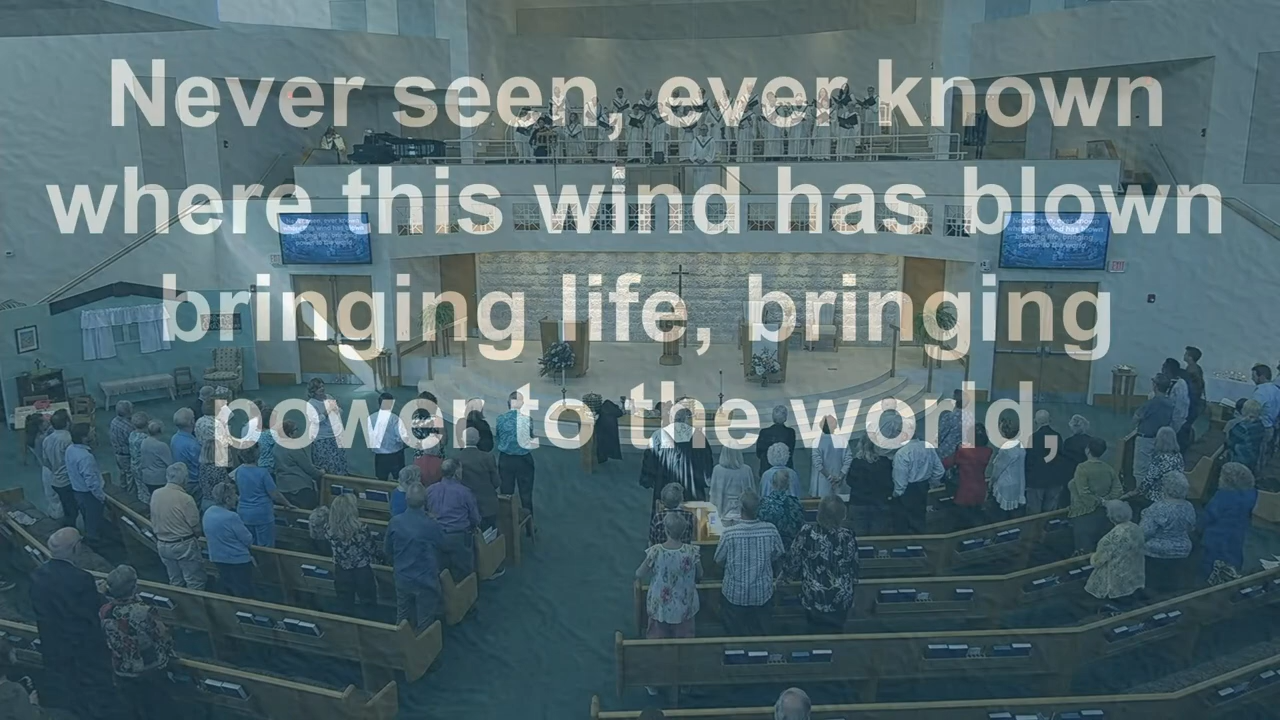 Never seen, ever known
where this wind has blown
bringing life, bringing
power to the world,